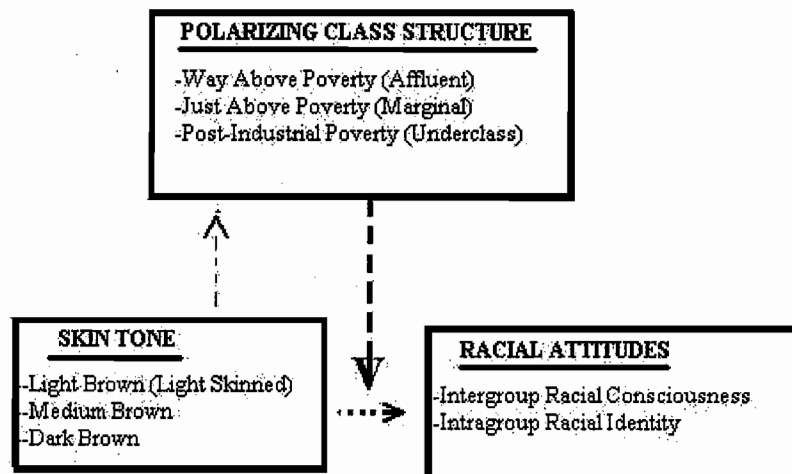 POLARIZING CLASS STRUCTURE
-Way Above Poverty (Affluent)
-Just Above Poverty (Marginal)
-Post-Industrial Poverty (Underclass)
SKIN TONE
-Light Brown (Light Skinned)
-Medium Brown
-Dark Brown
RACIAL ATTITUDES
-Intergroup Racial Consciousness
-Intragroup Racial Identity